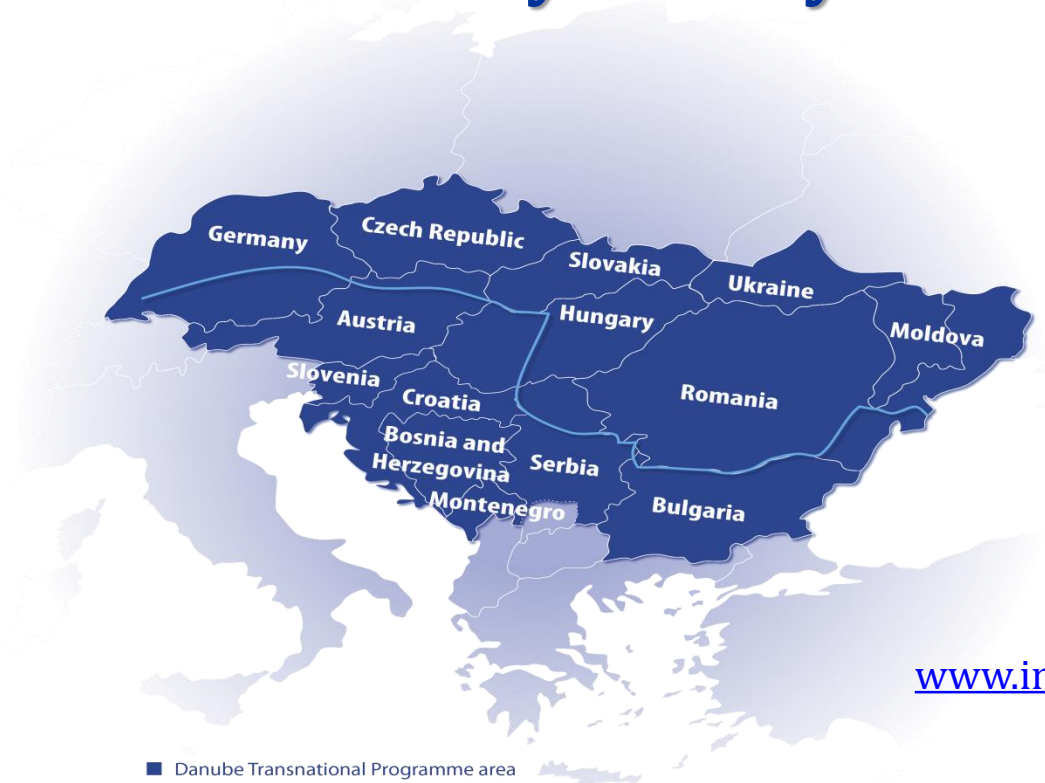 Germany
Czech Republic
Slovakia
Ukraine
Austria
Hungary
Moldova
Slovenia
Croatia
Romania
Bosnia and
Herzegovina
Serbia
Montenegro
Bulgaria
Danube Transnational Programme area